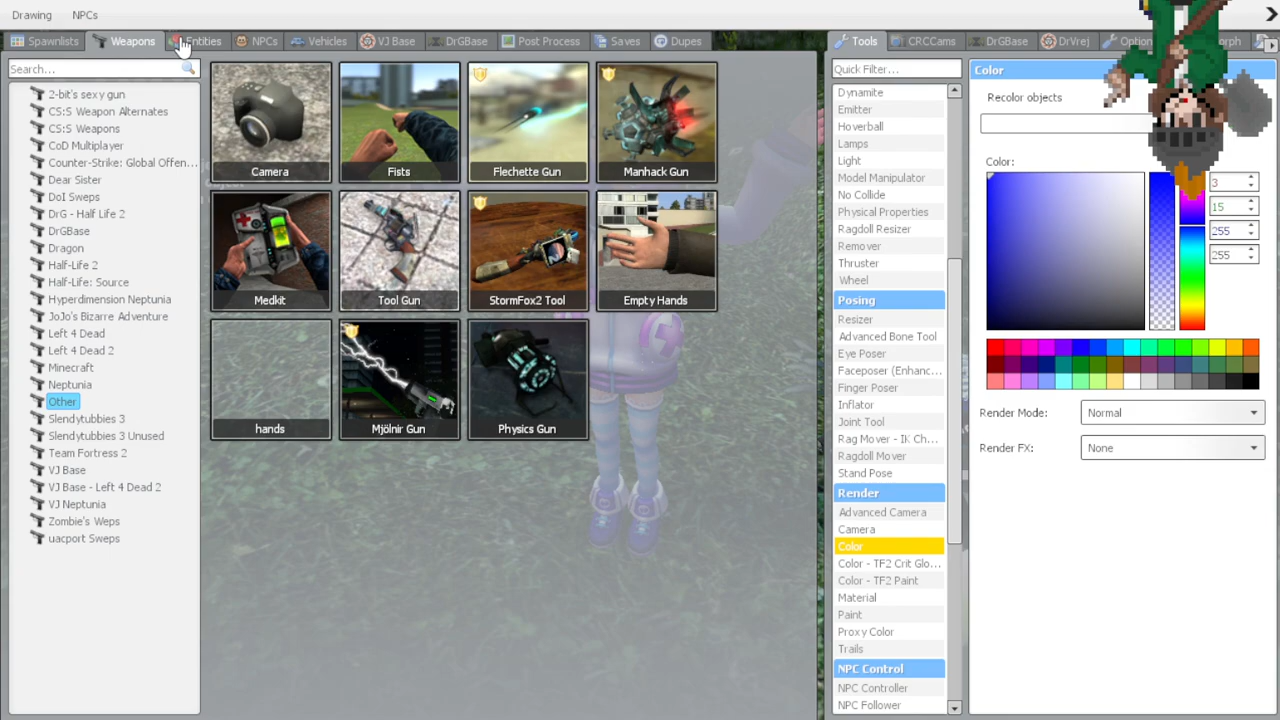 Drawing NPCs
Spawnlists Weapons Entities NPCs Vehicles VJ Base DrGBase Post Process Saves Dupes
Search...
2-bit's sexy gun
CS:S Weapon Alternates
CS:S Weapons
CoD Multiplayer
Counter-Strike: Global Offen...
Dear Sister
DoI Sweps
DrG - Half Life 2
DrGBase
Dragon
Half-Life 2
Half-Life: Source
Hyperdimension Neptunia
JoJo's Bizarre Adventure
Left 4 Dead
Left 4 Dead 2
Minecraft
Neptunia
Other
Slendytubbies 3
Slendytubbies 3 Unused
Team Fortress 2
VJ Base
VJ Base - Left 4 Dead 2
VJ Neptunia
Zombie's Weps
uacport Sweps
Camera Fists Flechette Gun Manhack Gun
Medkit Tool Gun StormFox2 Tool Empty Hands
hands Mjölnir Gun Physics Gun
Tools CRCCams DrGBase DrVrej
Quick Filter...
Dynamite
Emitter
Hoverball
Lamps
Light
Model Manipulator
No Collide
Physical Properties
Ragdoll Resizer
Remover
Thruster
Wheel
Posing
Resizer
Advanced Bone Tool
Eye Poser
Faceposer (Enhanc...
Finger Poser
Inflator
Joint Tool
Rag Mover - IK Ch...
Ragdoll Mover
Stand Pose
Render
Advanced Camera
Camera
Color
Color - TF2 Crit Glo...
Color - TF2 Paint
Material
Paint
Proxy Color
Trails
NPC Control
NPC Controller
NPC Follower
Color
Recolor objects
Color:
3
15
255
255
Render Mode: Normal
Render FX: None